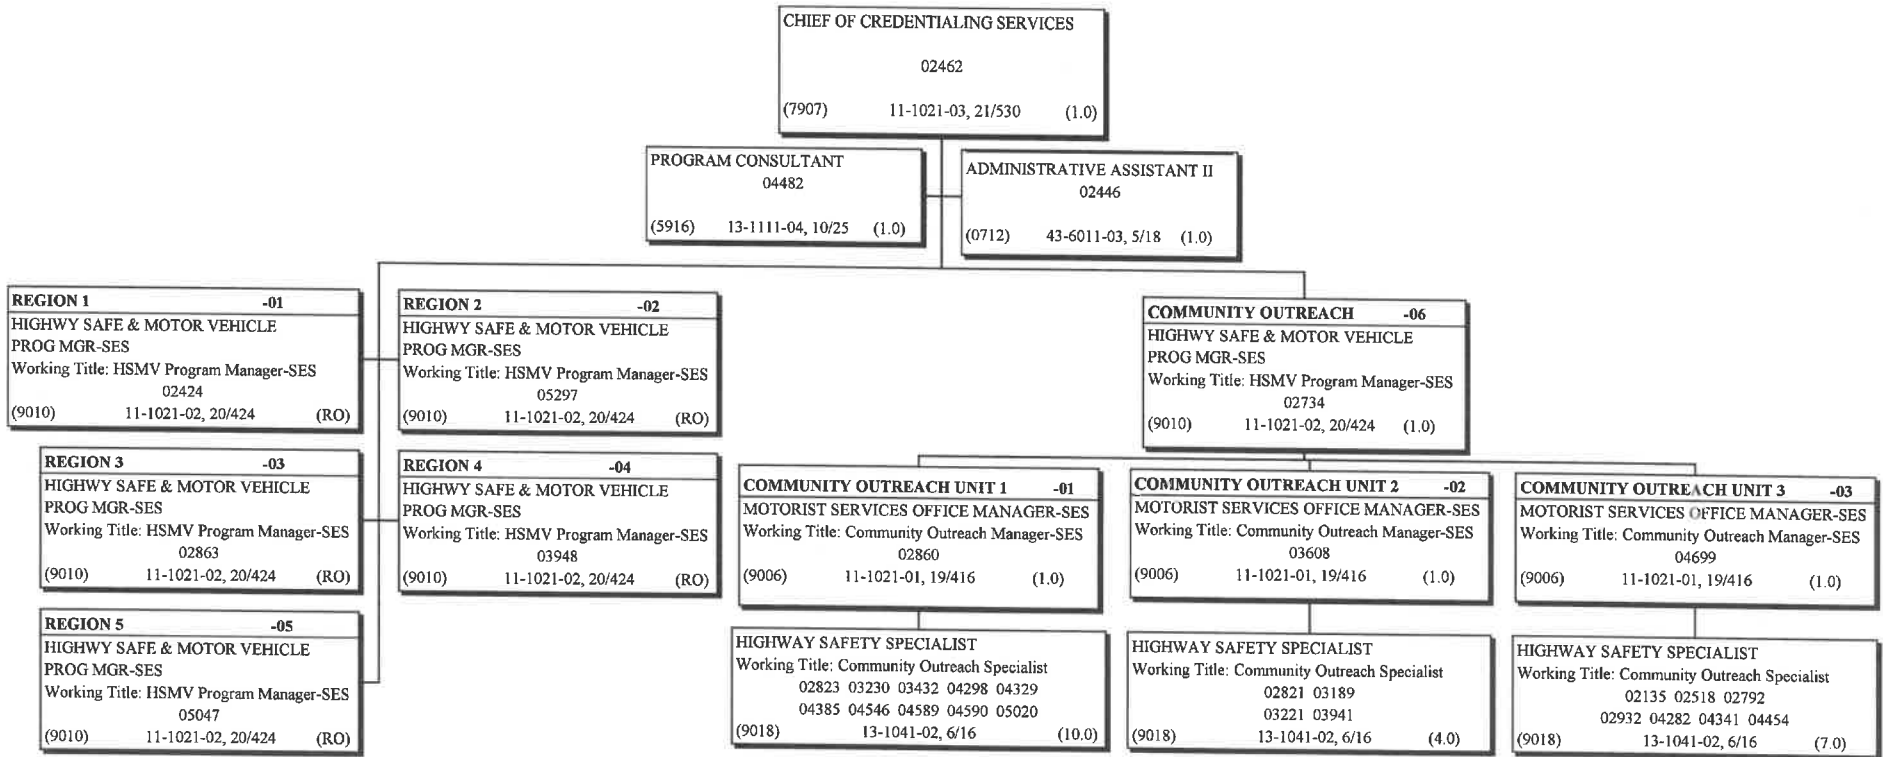 CHIEF OF CREDENTIALING SERVICES
02462
(7907) 11-1021-03, 21/530 (1.0)
PROGRAM CONSULTANT
04482
(5916) 13-1111-04, 10/25 (1.0)
ADMINISTRATIVE ASSISTANT II
02446
(0712) 43-6011-03, 5/18 (1.0)
REGION 1 -01
HIGHWY SAFE & MOTOR VEHICLE
PROG MGR-SES
Working Title: HSMV Program Manager-SES
02424
(9010) 11-1021-02, 20/424 (RO)
REGION 2 -02
HIGHWY SAFE & MOTOR VEHICLE
PROG MGR-SES
Working Title: HSMV Program Manager-SES
05297
(9010) 11-1021-02, 20/424 (RO)
REGION 3 -03
HIGHWY SAFE & MOTOR VEHICLE
PROG MGR-SES
Working Title: HSMV Program Manager-SES
02863
(9010) 11-1021-02, 20/424 (RO)
REGION 4 -04
HIGHWY SAFE & MOTOR VEHICLE
PROG MGR-SES
Working Title: HSMV Program Manager-SES
03948
(9010) 11-1021-02, 20/424 (RO)
REGION 5 -05
HIGHWY SAFE & MOTOR VEHICLE
PROG MGR-SES
Working Title: HSMV Program Manager-SES
05047
(9010) 11-1021-02, 20/424 (RO)
COMMUNITY OUTREACH -06
HIGHWY SAFE & MOTOR VEHICLE
PROG MGR-SES
Working Title: HSMV Program Manager-SES
02734
(9010) 11-1021-02, 20/424 (1.0)
COMMUNITY OUTREACH UNIT 1 -01
MOTORIST SERVICES OFFICE MANAGER-SES
Working Title: Community Outreach Manager-SES
02860
(9006) 11-1021-01, 19/416 (1.0)
COMMUNITY OUTREACH UNIT 2 -02
MOTORIST SERVICES OFFICE MANAGER-SES
Working Title: Community Outreach Manager-SES
03608
(9006) 11-1021-01, 19/416 (1.0)
COMMUNITY OUTREACH UNIT 3 -03
MOTORIST SERVICES OFFICE MANAGER-SES
Working Title: Community Outreach Manager-SES
04699
(9006) 11-1021-01, 19/416 (1.0)
HIGHWAY SAFETY SPECIALIST
Working Title: Community Outreach Specialist
02823 03230 03432 04298 04329
04385 04546 04589 04590 05020
(9018) 13-1041-02, 6/16 (10.0)
HIGHWAY SAFETY SPECIALIST
Working Title: Community Outreach Specialist
02821 03189
03221 03941
(9018) 13-1041-02, 6/16 (4.0)
HIGHWAY SAFETY SPECIALIST
Working Title: Community Outreach Specialist
02135 02518 02792
02932 04282 04341 04454
(9018) 13-1041-02, 6/16 (7.0)